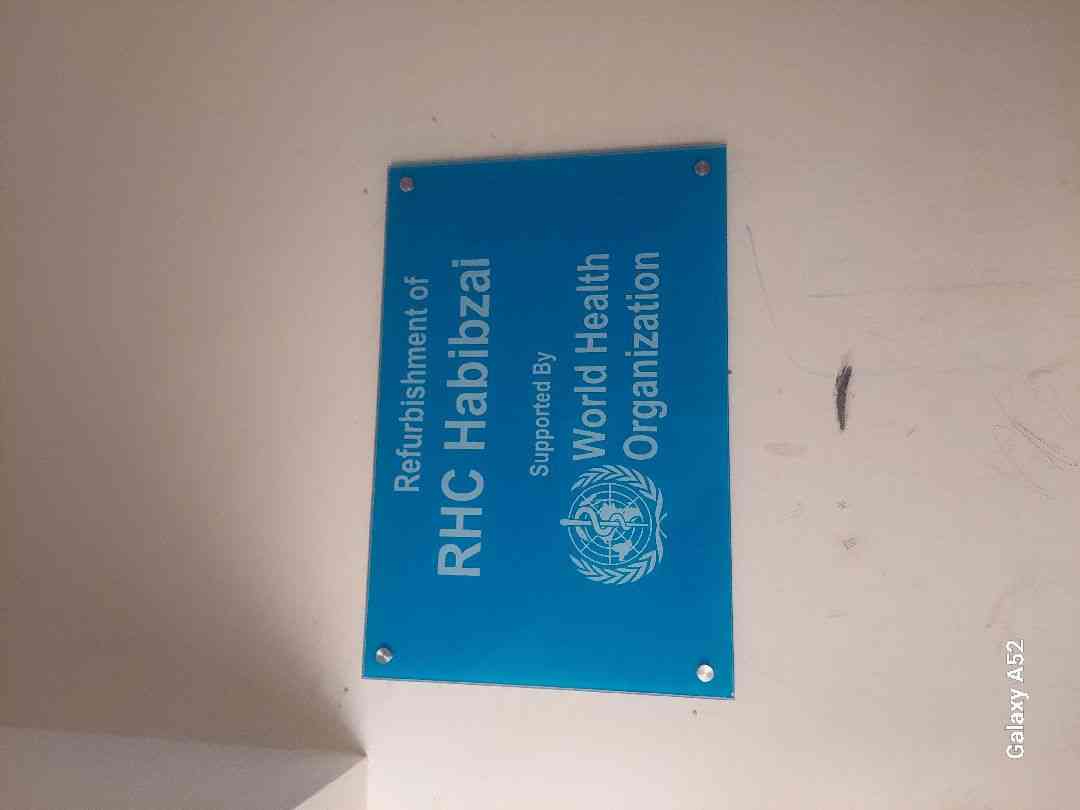 Refurbishment of
RHC Habibzai
Supported By
World Health
Organization
Galaxy A52